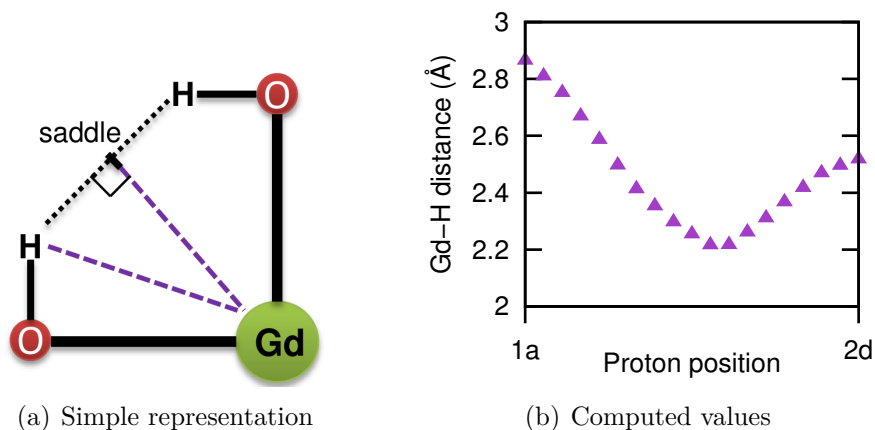 H
O
saddle
H
O
Gd
(a) Simple representation
Gd–H distance (Å)
3
2.8
2.6
2.4
2.2
2
1a
Proton position
2d
(b) Computed values